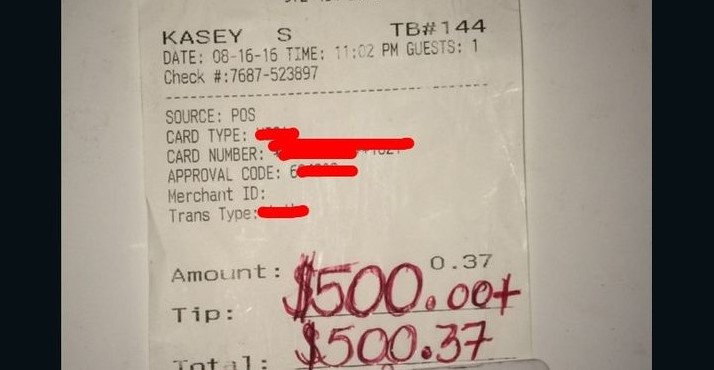 KASEY S TB#144
DATE: 08-16-16 TIME: 11:02 PM GUESTS: 1
Check #:7687-523897
SOURCE: POS
CARD TYPE:
CARD NUMBER:
APPROVAL CODE: 6
Merchant ID:
Trans Type:
Amount: 0.37
Tip: $500.00+
Total: $500.37